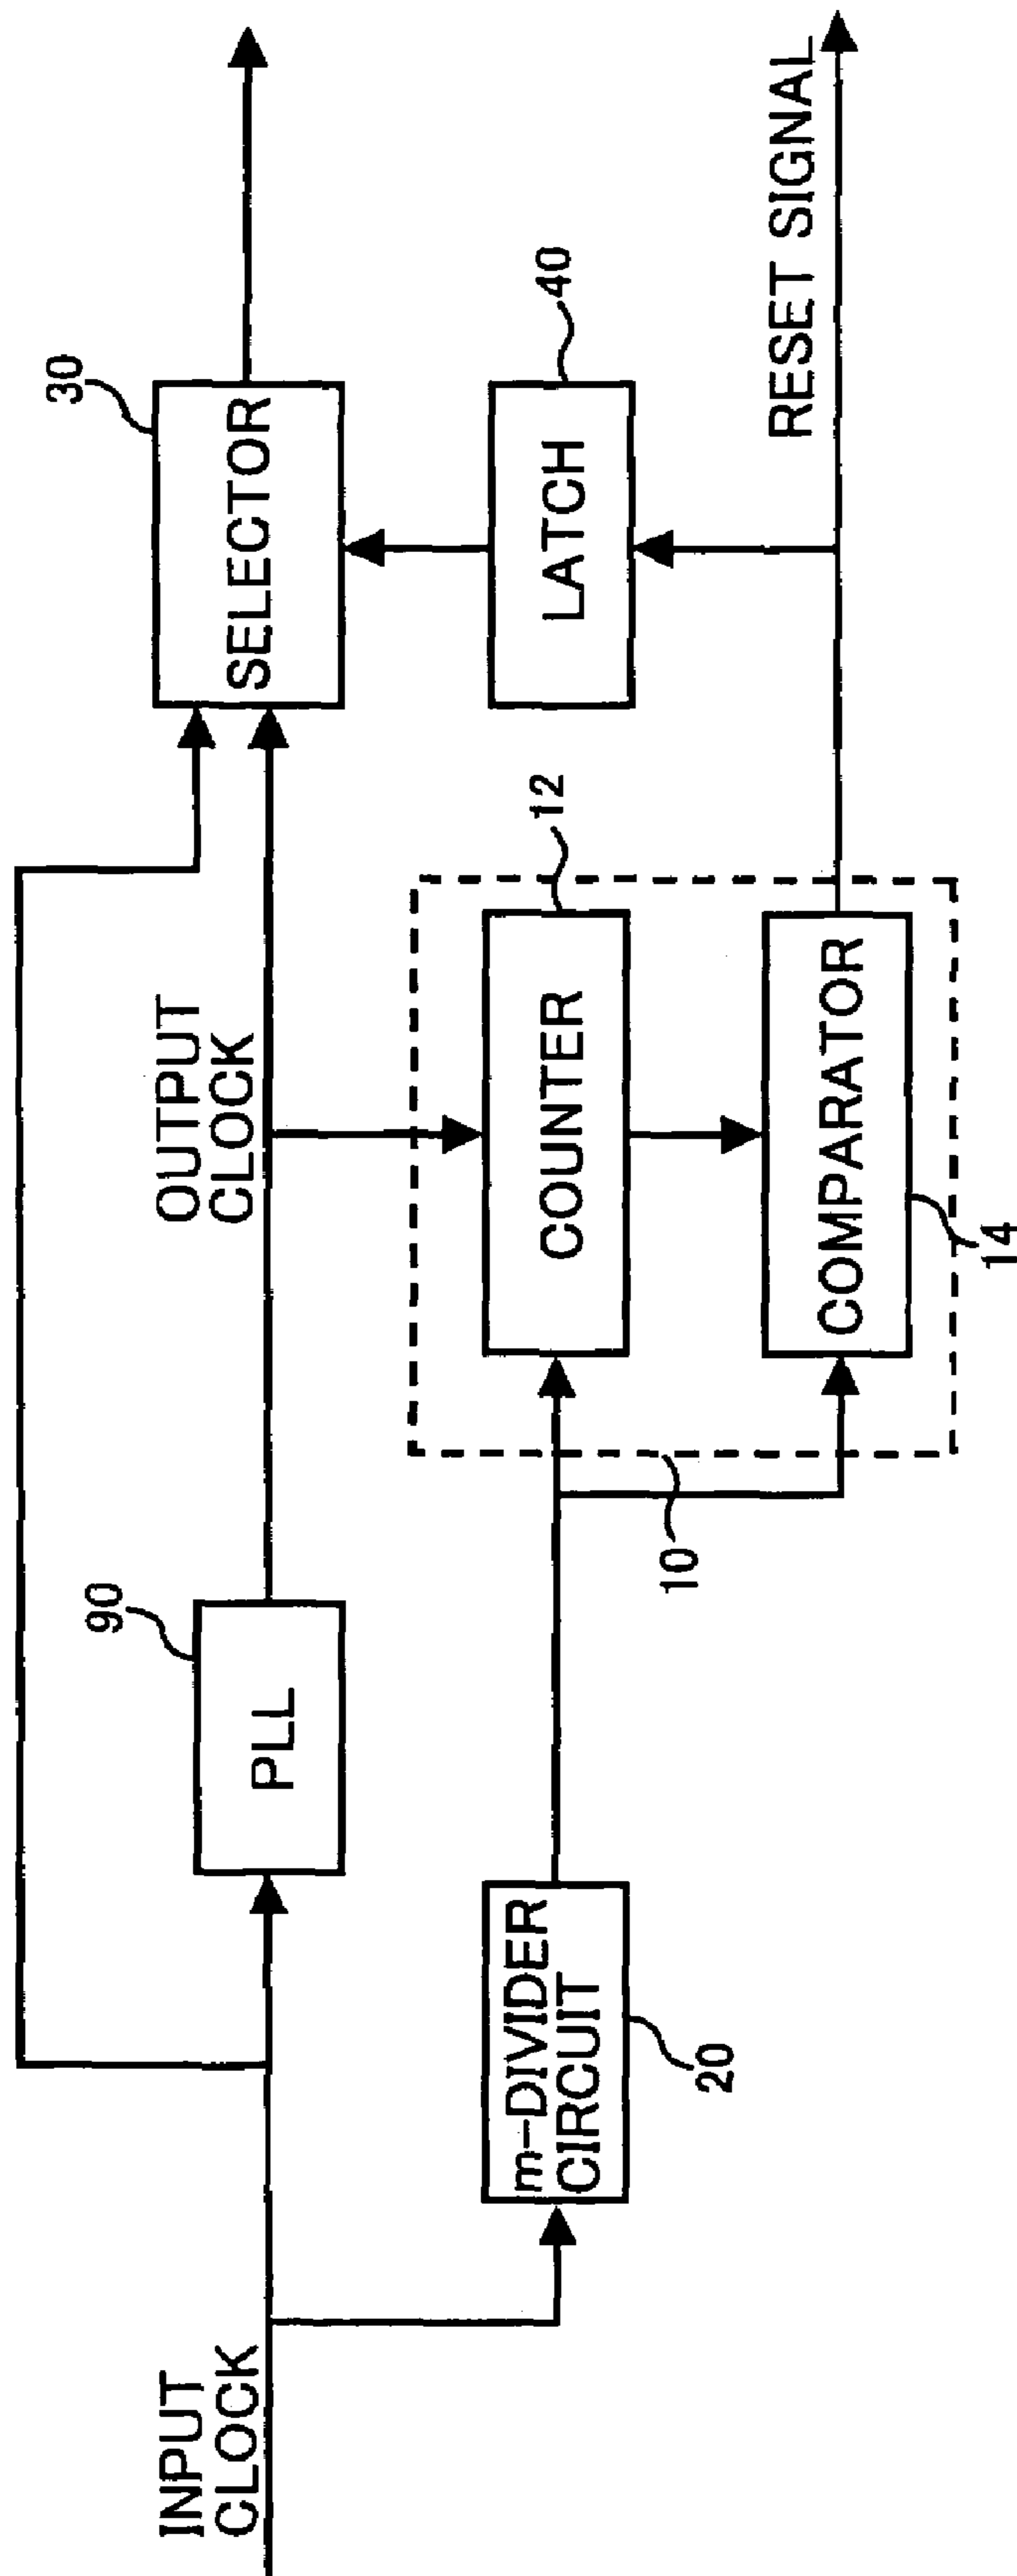 INPUT
CLOCK
90
PLL
OUTPUT
CLOCK
30
SELECTOR
m-DIVIDER
CIRCUIT
20
10
COUNTER
12
LATCH
40
COMPARATOR
14
RESET SIGNAL